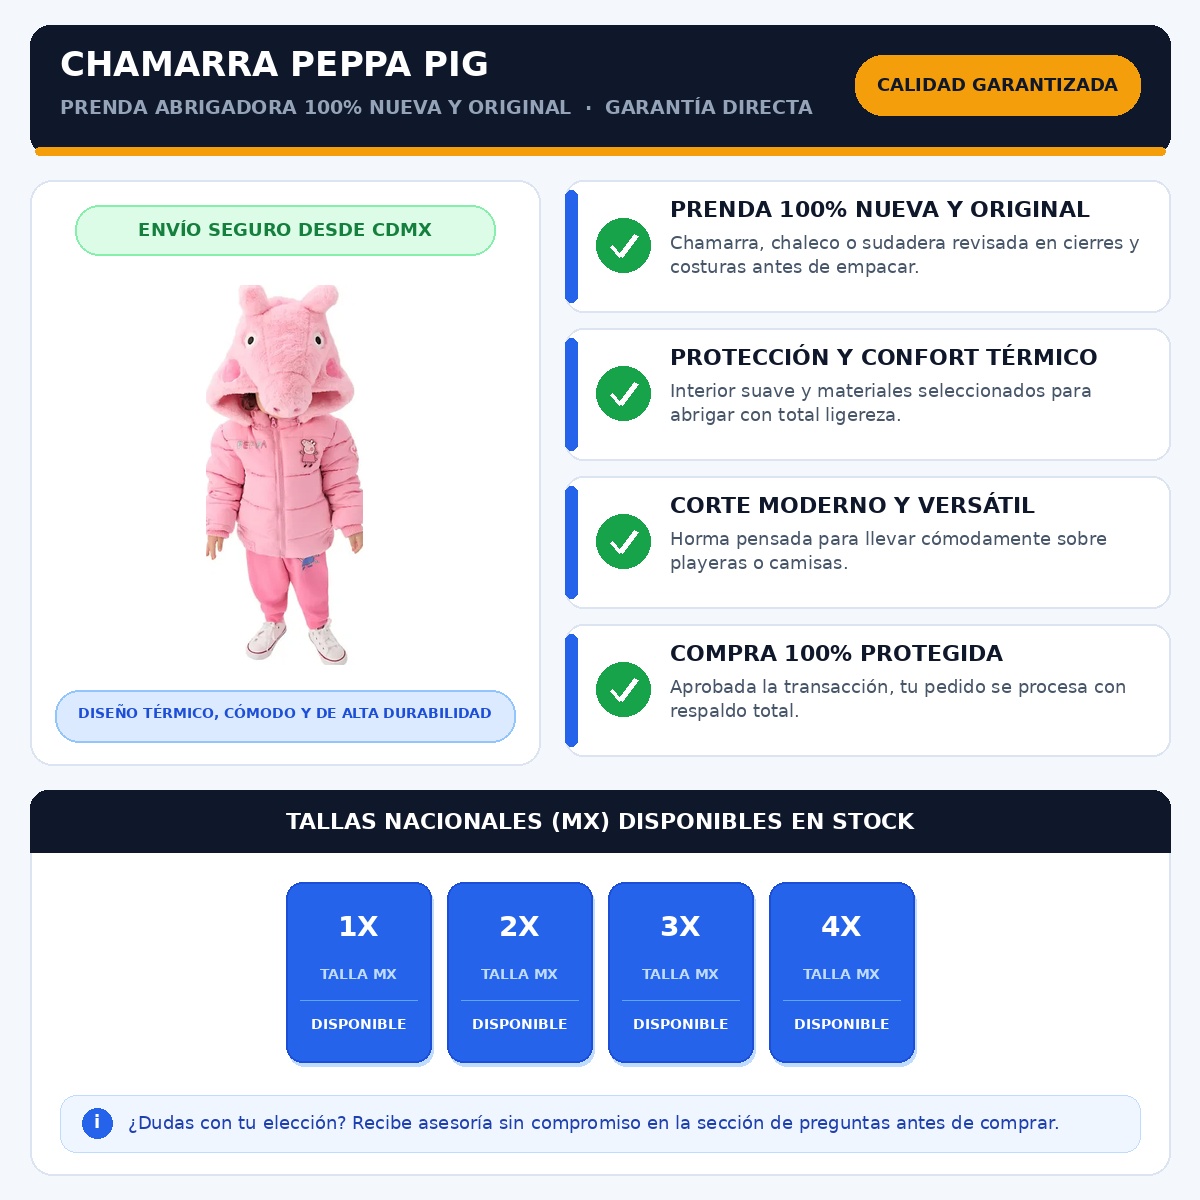 CHAMARRA PEPPA PIG
PRENDA ABRIGADORA 100% NUEVA Y ORIGINAL · GARANTÍA DIRECTA
CALIDAD GARANTIZADA
ENVÍO SEGURO DESDE CDMX
DISEÑO TÉRMICO, CÓMODO Y DE ALTA DURABILIDAD
PRENDA 100% NUEVA Y ORIGINAL
Chamarra, chaleco o sudadera revisada en cierres y
costuras antes de empacar.
PROTECCIÓN Y CONFORT TÉRMICO
Interior suave y materiales seleccionados para
abrigar con total ligereza.
CORTE MODERNO Y VERSÁTIL
Horma pensada para llevar cómodamente sobre
playeras o camisas.
COMPRA 100% PROTEGIDA
Aprobada la transacción, tu pedido se procesa con
respaldo total.
TALLAS NACIONALES (MX) DISPONIBLES EN STOCK
1X
TALLA MX
DISPONIBLE
2X
TALLA MX
DISPONIBLE
3X
TALLA MX
DISPONIBLE
4X
TALLA MX
DISPONIBLE
i
¿Dudas con tu elección? Recibe asesoría sin compromiso en la sección de preguntas antes de comprar.